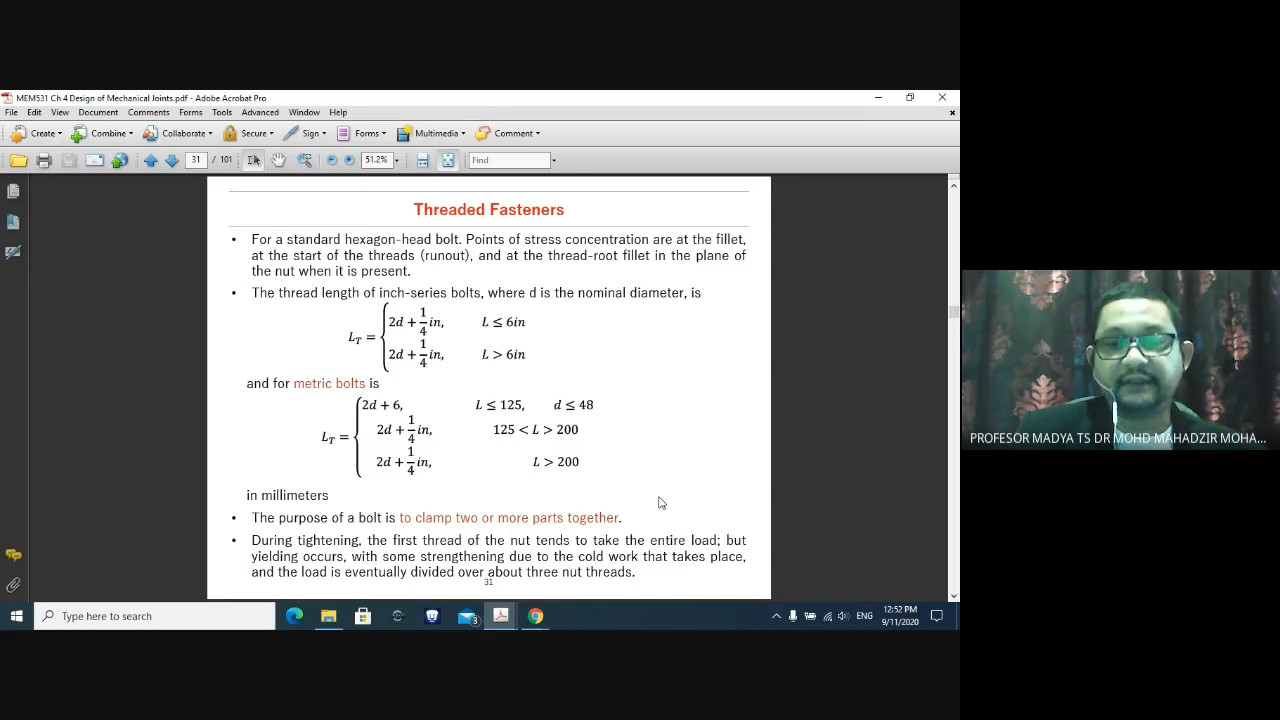 MEM531 Ch 4 Design of Mechanical Joints.pdf - Adobe Acrobat Pro
File Edit View Document Comments Forms Tools Advanced Window Help
Create Combine Collaborate Secure Sign Forms Multimedia Comment
31 / 101 51.2% Find
Threaded Fasteners
• For a standard hexagon-head bolt. Points of stress concentration are at the fillet,
at the start of the threads (runout), and at the thread-root fillet in the plane of
the nut when it is present.
• The thread length of inch-series bolts, where d is the nominal diameter, is
L_T = { 2d + 1/4 in, L ≤ 6in
2d + 1/4 in, L > 6in
and for metric bolts is
L_T = { 2d + 6, L ≤ 125, d ≤ 48
2d + 1/4 in, 125 < L > 200
2d + 1/4 in, L > 200
in millimeters
• The purpose of a bolt is to clamp two or more parts together.
• During tightening, the first thread of the nut tends to take the entire load; but
yielding occurs, with some strengthening due to the cold work that takes place,
and the load is eventually divided over about three nut threads.
31
PROFESOR MADYA TS DR MOHD MAHADZIR MOHA...
Type here to search
3
ENG
12:52 PM
9/11/2020